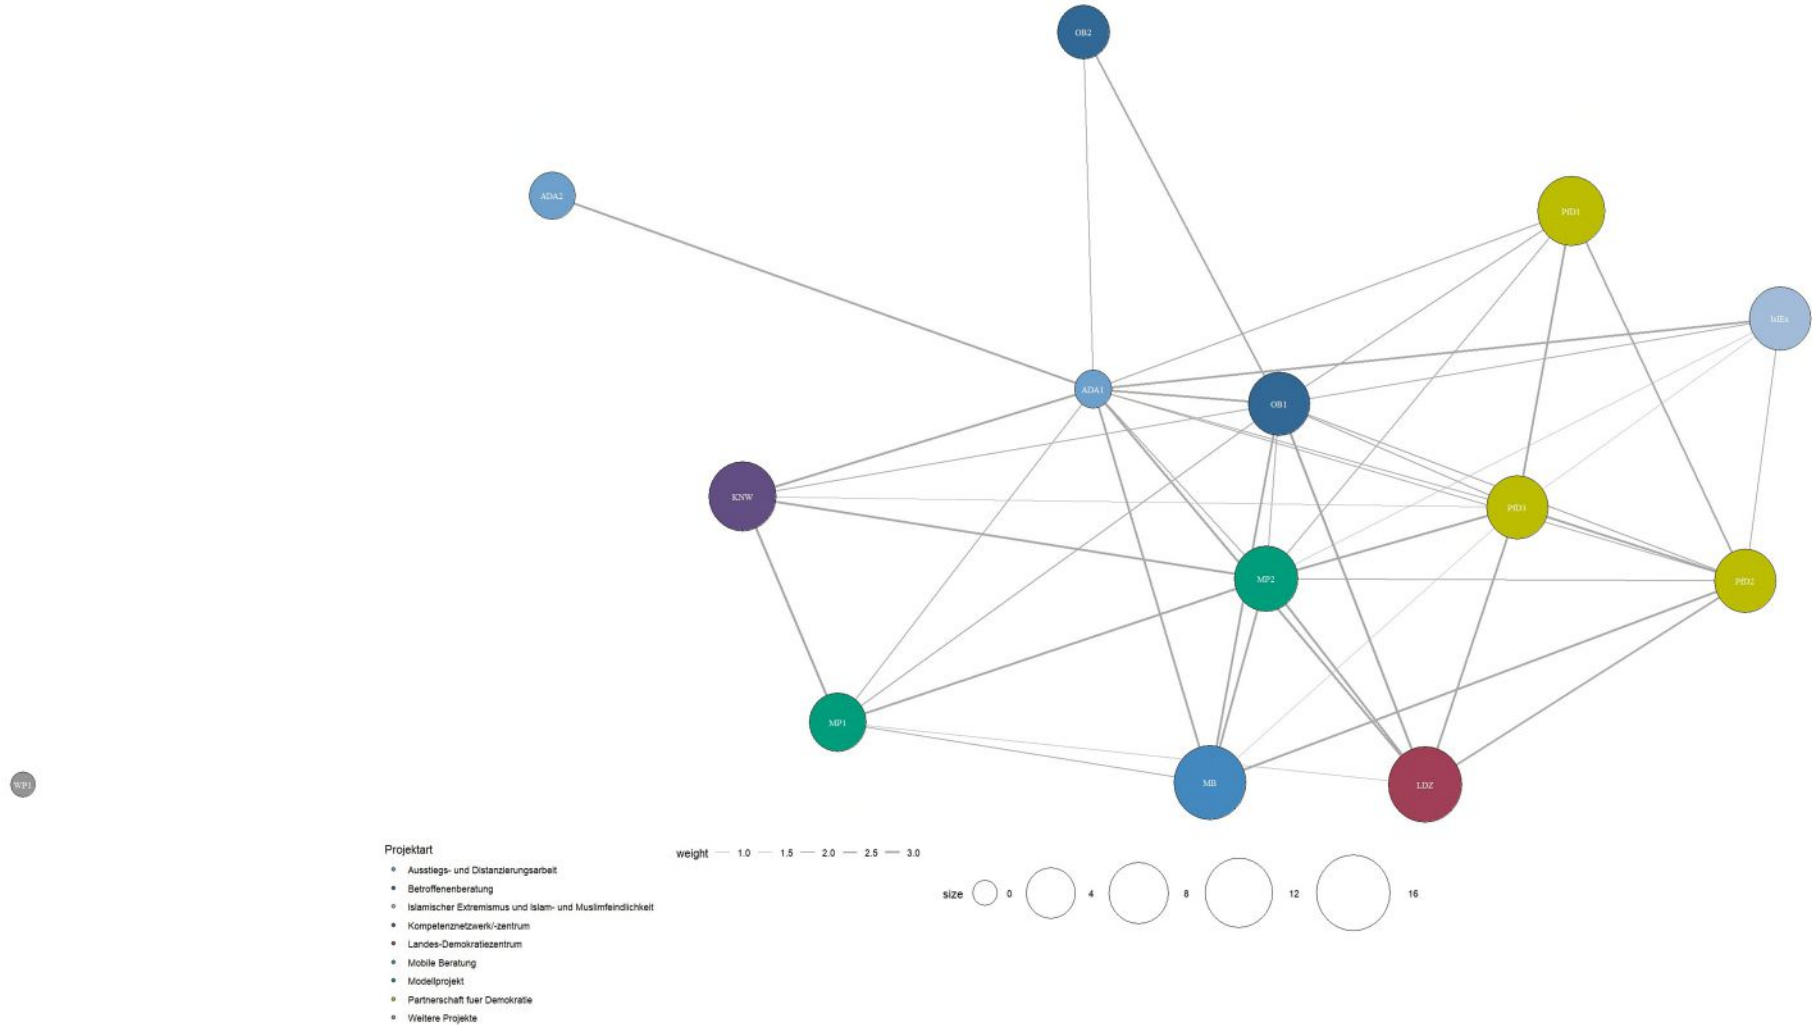 OB2
ADA2
PfD1
IslEx
ADA1
OB1
KNW
PfD3
MP2
PfD2
MP1
MB
LDZ
WP1
Projektart
Ausstiegs- und Distanzierungsarbeit
Betroffenenberatung
Islamischer Extremismus und Islam- und Muslimfeindlichkeit
Kompetenznetzwerk/-zentrum
Landes-Demokratiezentrum
Mobile Beratung
Modellprojekt
Partnerschaft fuer Demokratie
Weitere Projekte
weight 1.0 1.5 2.0 2.5 3.0
size 0 4 8 12 16